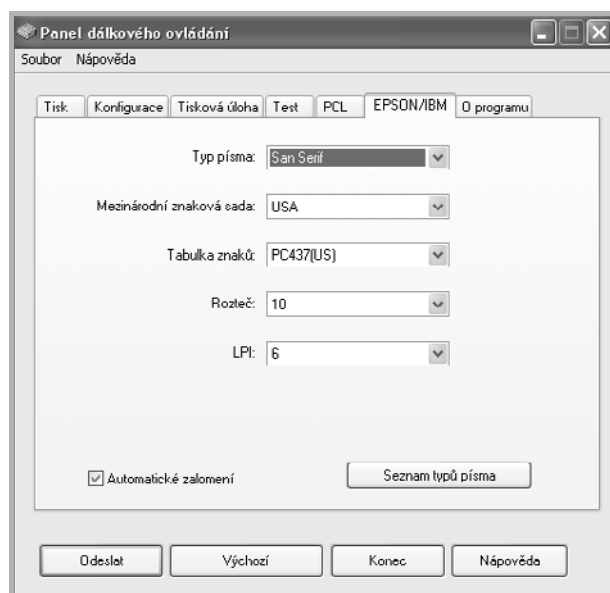 Panel dálkového ovládání
Soubor Nápověda
Tisk Konfigurace Tisková úloha Test PCL EPSON/IBM O programu
Typ písma: San Serif
Mezinárodní znaková sada: USA
Tabulka znaků: PC437(US)
Rozteč: 10
LPI: 6
Automatické zalomení Seznam typů písma
Odeslat Výchozí Konec Nápověda